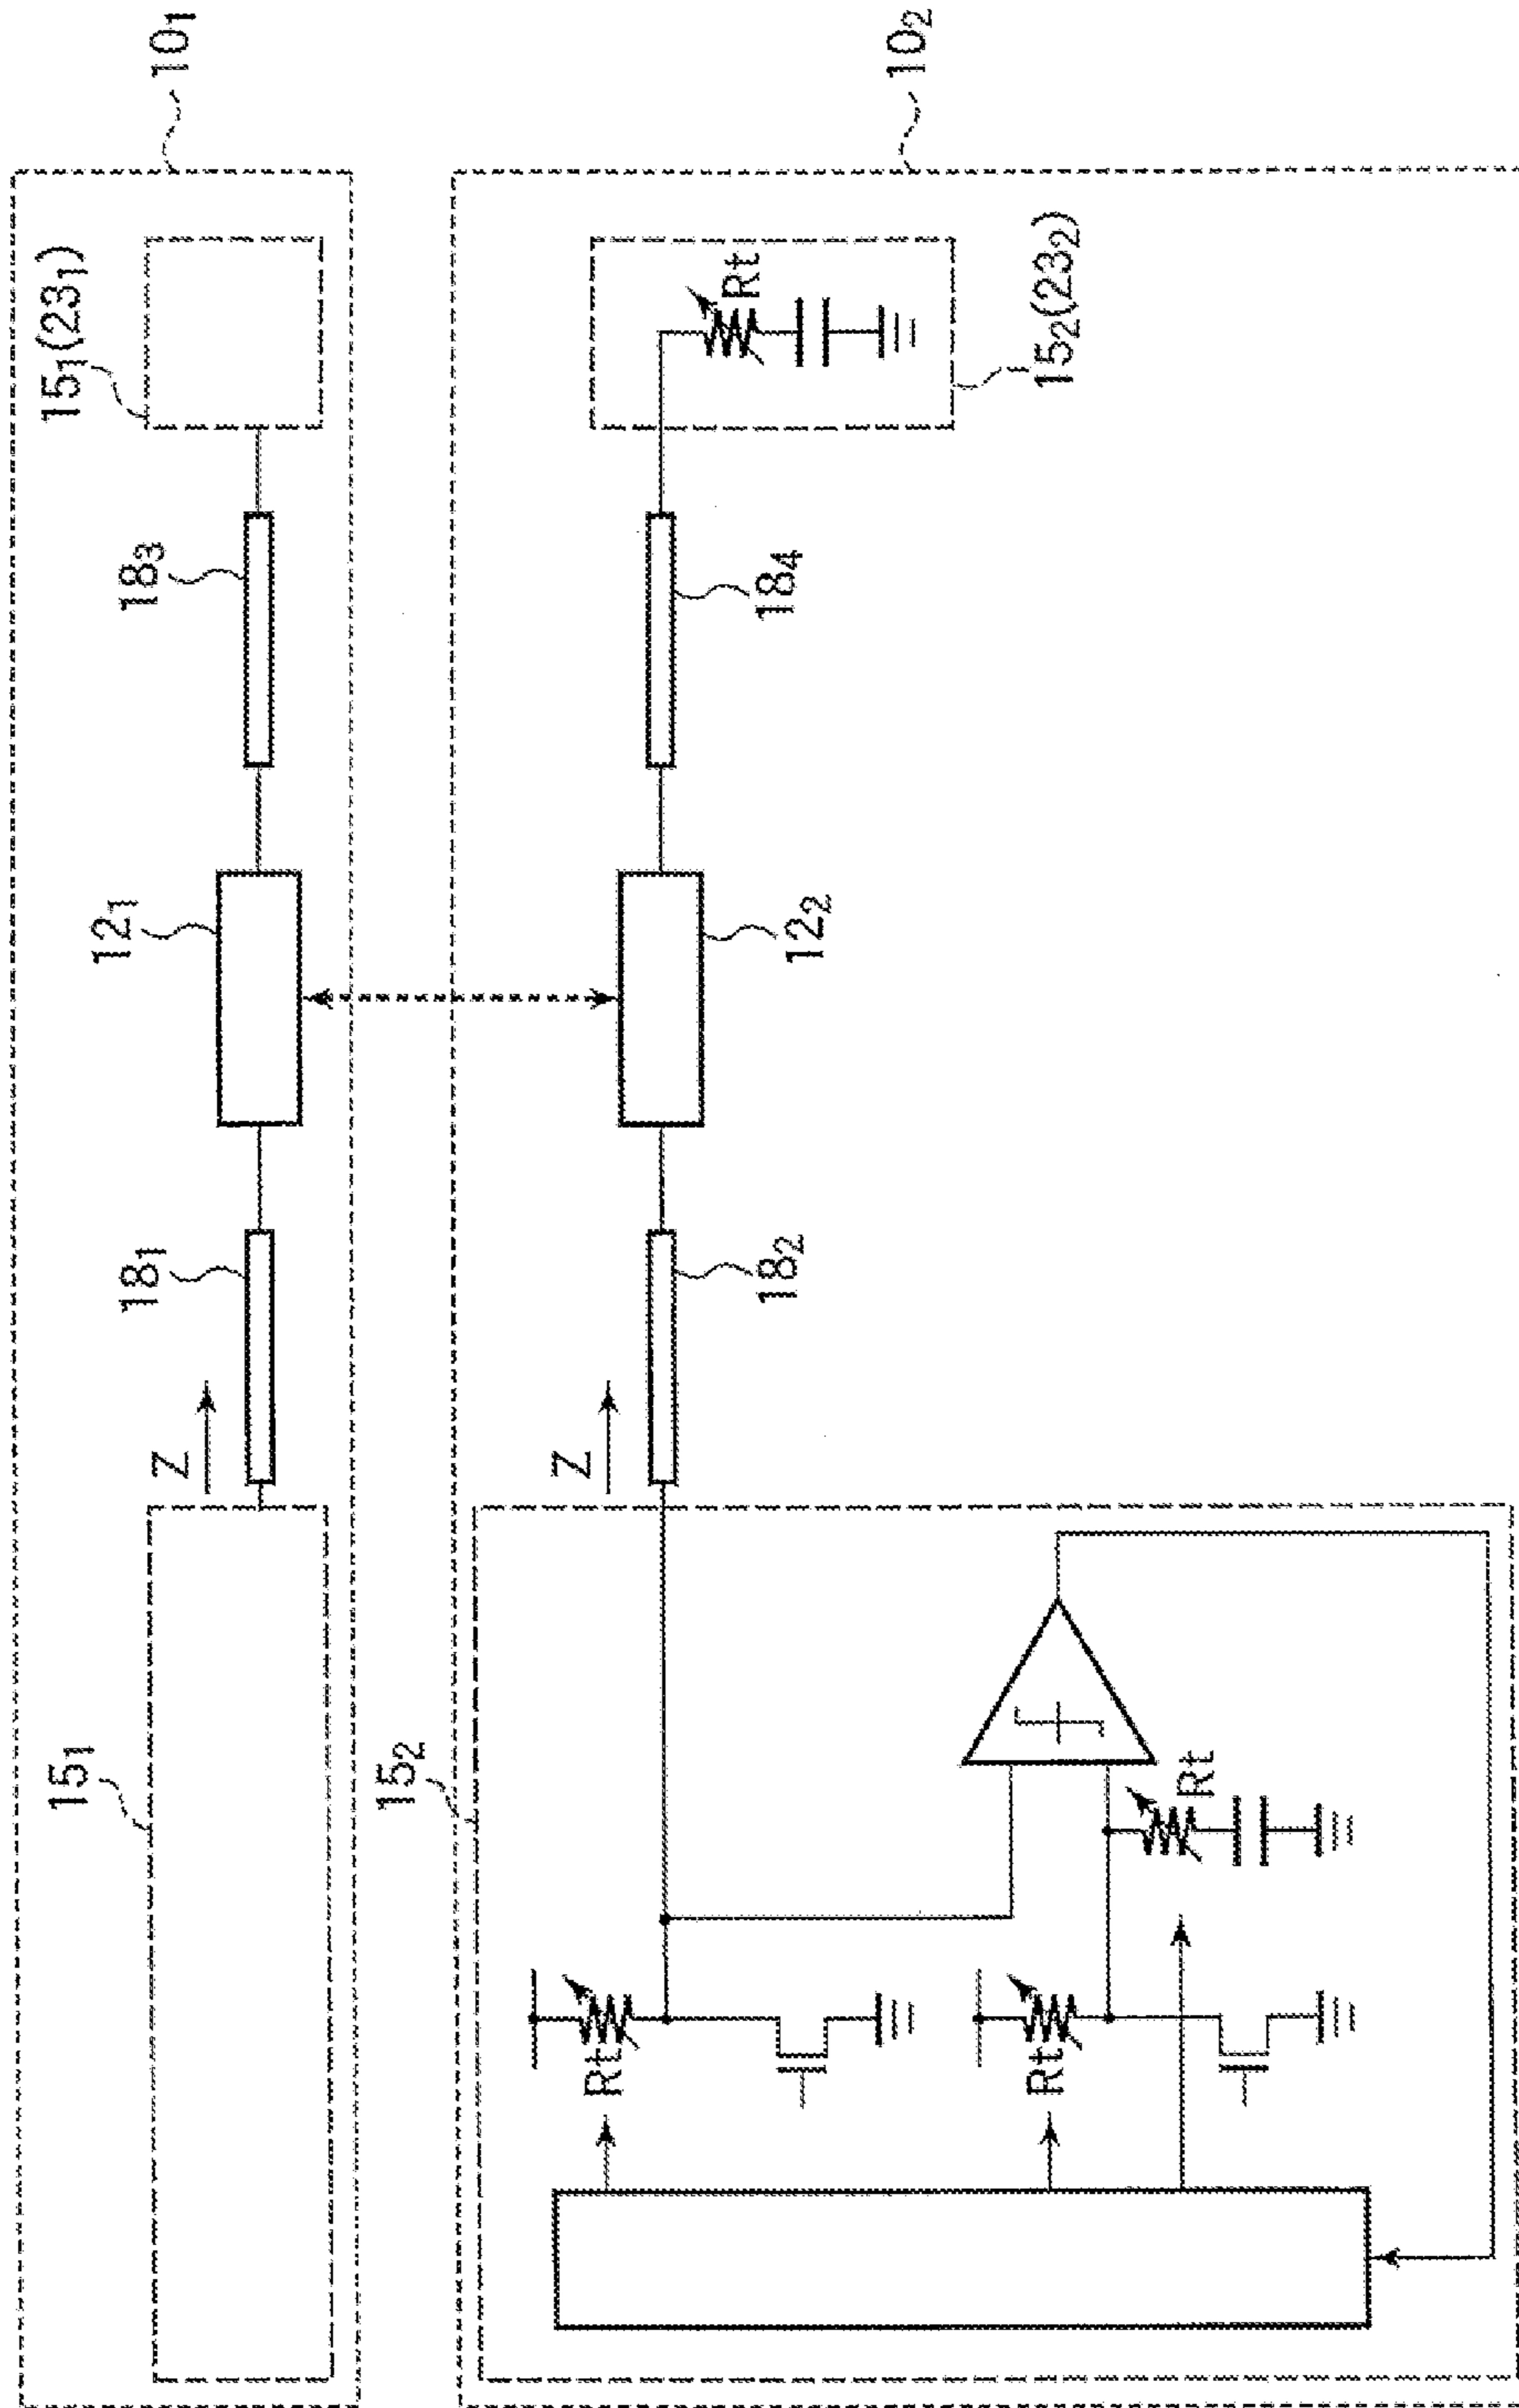 10₁
15₁(23₁)
18₃
12₁
18₁
Z
15₁
10₂
Rt
15₂(23₂)
18₄
12₂
18₂
Z
15₂
Rt
Rt
Rt